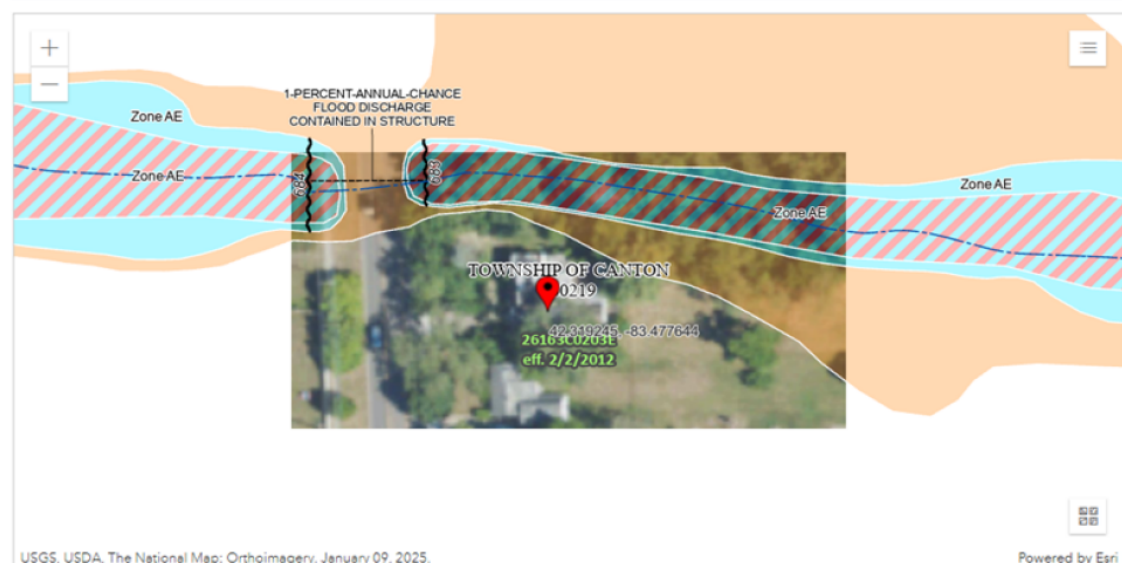 +
−
1-PERCENT-ANNUAL-CHANCE
FLOOD DISCHARGE
CONTAINED IN STRUCTURE
Zone AE
Zone AE
684
683
Zone AE
Zone AE
TOWNSHIP OF CANTON
0219
42.319245, -83.477644
26163C0203E
eff. 2/2/2012
USGS, USDA, The National Map: Orthoimagery. January 09, 2025.
Powered by Esri